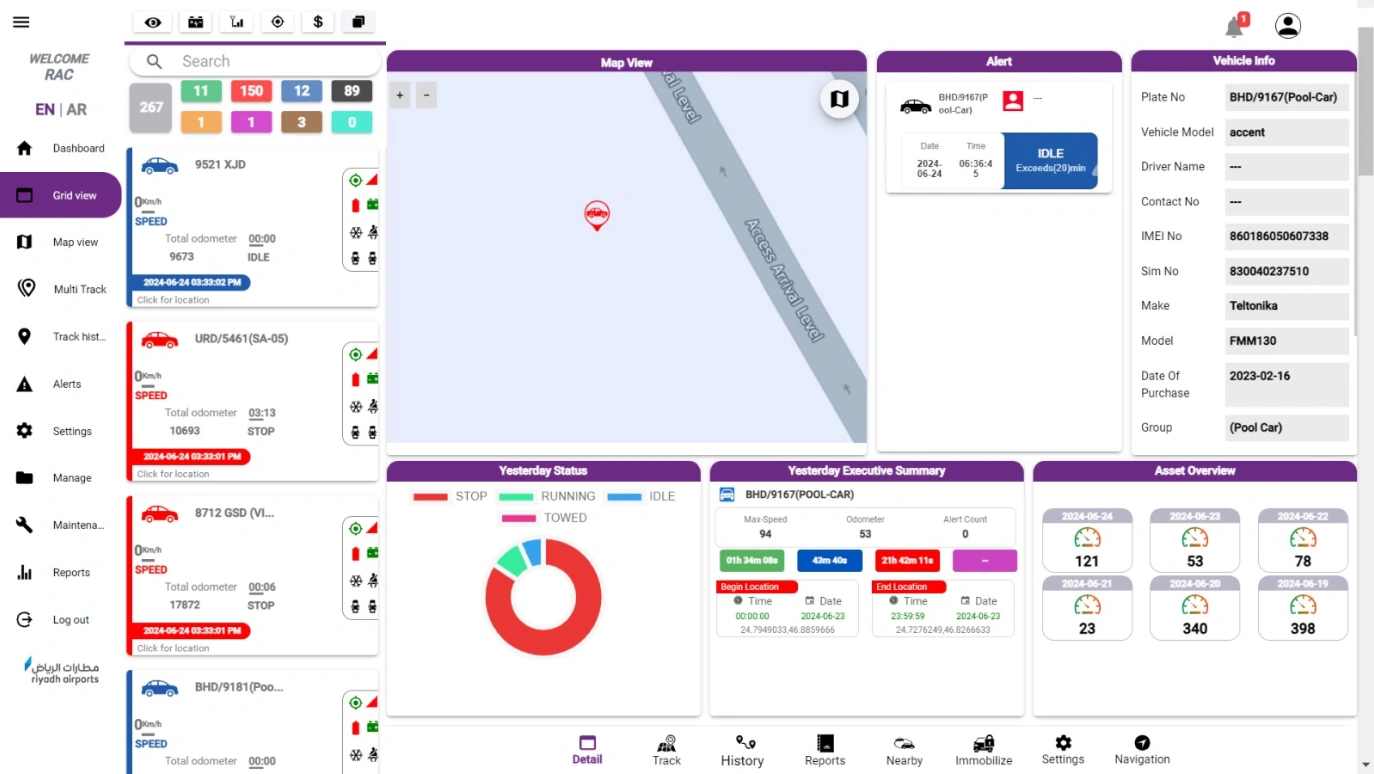 WELCOME
RAC
EN | AR
Dashboard
Grid view
Map view
Multi Track
Track hist...
Alerts
Settings
Manage
Maintena...
Reports
Log out
مطارات الرياض
riyadh airports
$
Search
267
11
150
12
89
1
1
3
0
9521 XJD
0Km/h
SPEED
Total odometer
00:00
9673
IDLE
2024-06-24 03:33:02 PM
Click for location
URD/5461(SA-05)
0Km/h
SPEED
Total odometer
03:13
10693
STOP
2024-06-24 03:33:01 PM
Click for location
8712 GSD (VI...
0Km/h
SPEED
Total odometer
00:06
17872
STOP
2024-06-24 03:33:01 PM
Click for location
BHD/9181(Poo...
0Km/h
SPEED
Total odometer
00:00
1
Map View
+
-
val Level
Access Arrival Level
Alert
BHD/9167(P
ool-Car)
---
Date
Time
2024-
06-24
06:36:4
5
IDLE
Exceeds(20)min
Vehicle Info
Plate No
BHD/9167(Pool-Car)
Vehicle Model
accent
Driver Name
---
Contact No
---
IMEI No
860186050607338
Sim No
830040237510
Make
Teltonika
Model
FMM130
Date Of
Purchase
2023-02-16
Group
(Pool Car)
Yesterday Status
STOP
RUNNING
IDLE
TOWED
Yesterday Executive Summary
BHD/9167(POOL-CAR)
Max-Speed
Odometer
Alert Count
94
53
0
01h 34m 08s
43m 40s
21h 42m 11s
--
Begin Location
Time
Date
00:00:00
2024-06-23
24.7949033,46.8859666
End Location
Time
Date
23:59:59
2024-06-23
24.7276249,46.8266633
Asset Overview
2024-06-24
121
2024-06-23
53
2024-06-22
78
2024-06-21
23
2024-06-20
340
2024-06-19
398
Detail
Track
History
Reports
Nearby
Immobilize
Settings
Navigation